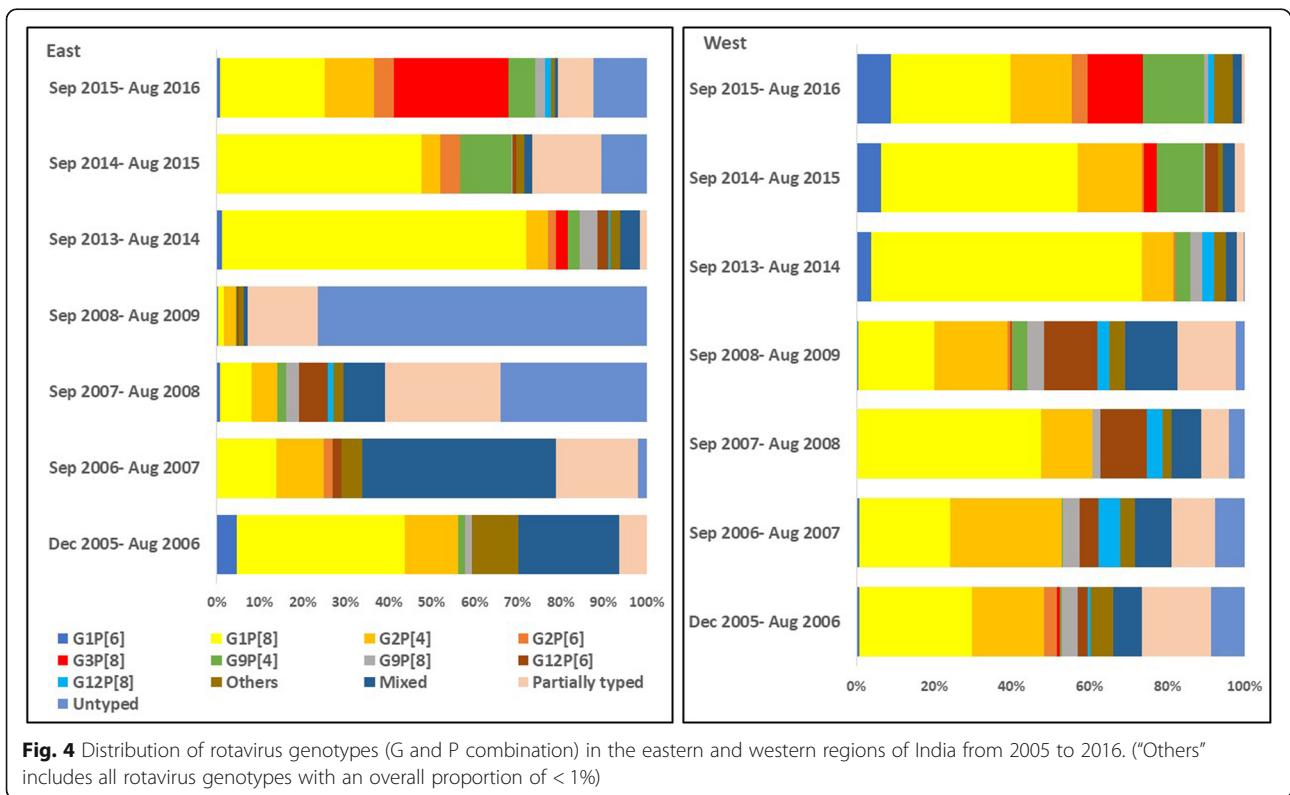 East
Sep 2015- Aug 2016
Sep 2014- Aug 2015
Sep 2013- Aug 2014
Sep 2008- Aug 2009
Sep 2007- Aug 2008
Sep 2006- Aug 2007
Dec 2005- Aug 2006
0% 10% 20% 30% 40% 50% 60% 70% 80% 90% 100%
G1P[6] G1P[8] G2P[4] G2P[6]
G3P[8] G9P[4] G9P[8] G12P[6]
G12P[8] Others Mixed Partially typed
Untyped
West
Sep 2015- Aug 2016
Sep 2014- Aug 2015
Sep 2013- Aug 2014
Sep 2008- Aug 2009
Sep 2007- Aug 2008
Sep 2006- Aug 2007
Dec 2005- Aug 2006
0% 20% 40% 60% 80% 100%
Fig. 4 Distribution of rotavirus genotypes (G and P combination) in the eastern and western regions of India from 2005 to 2016. (“Others”
includes all rotavirus genotypes with an overall proportion of < 1%)